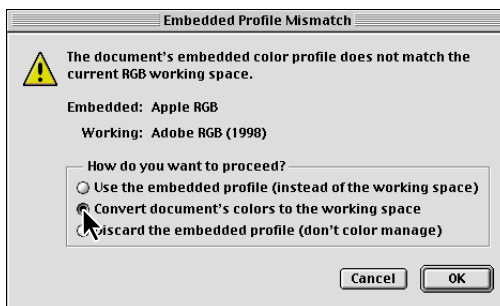 Embedded Profile Mismatch
The document's embedded color profile does not match the
current RGB working space.
Embedded: Apple RGB
Working: Adobe RGB (1998)
How do you want to proceed?
Use the embedded profile (instead of the working space)
Convert document's colors to the working space
Discard the embedded profile (don't color manage)
Cancel OK